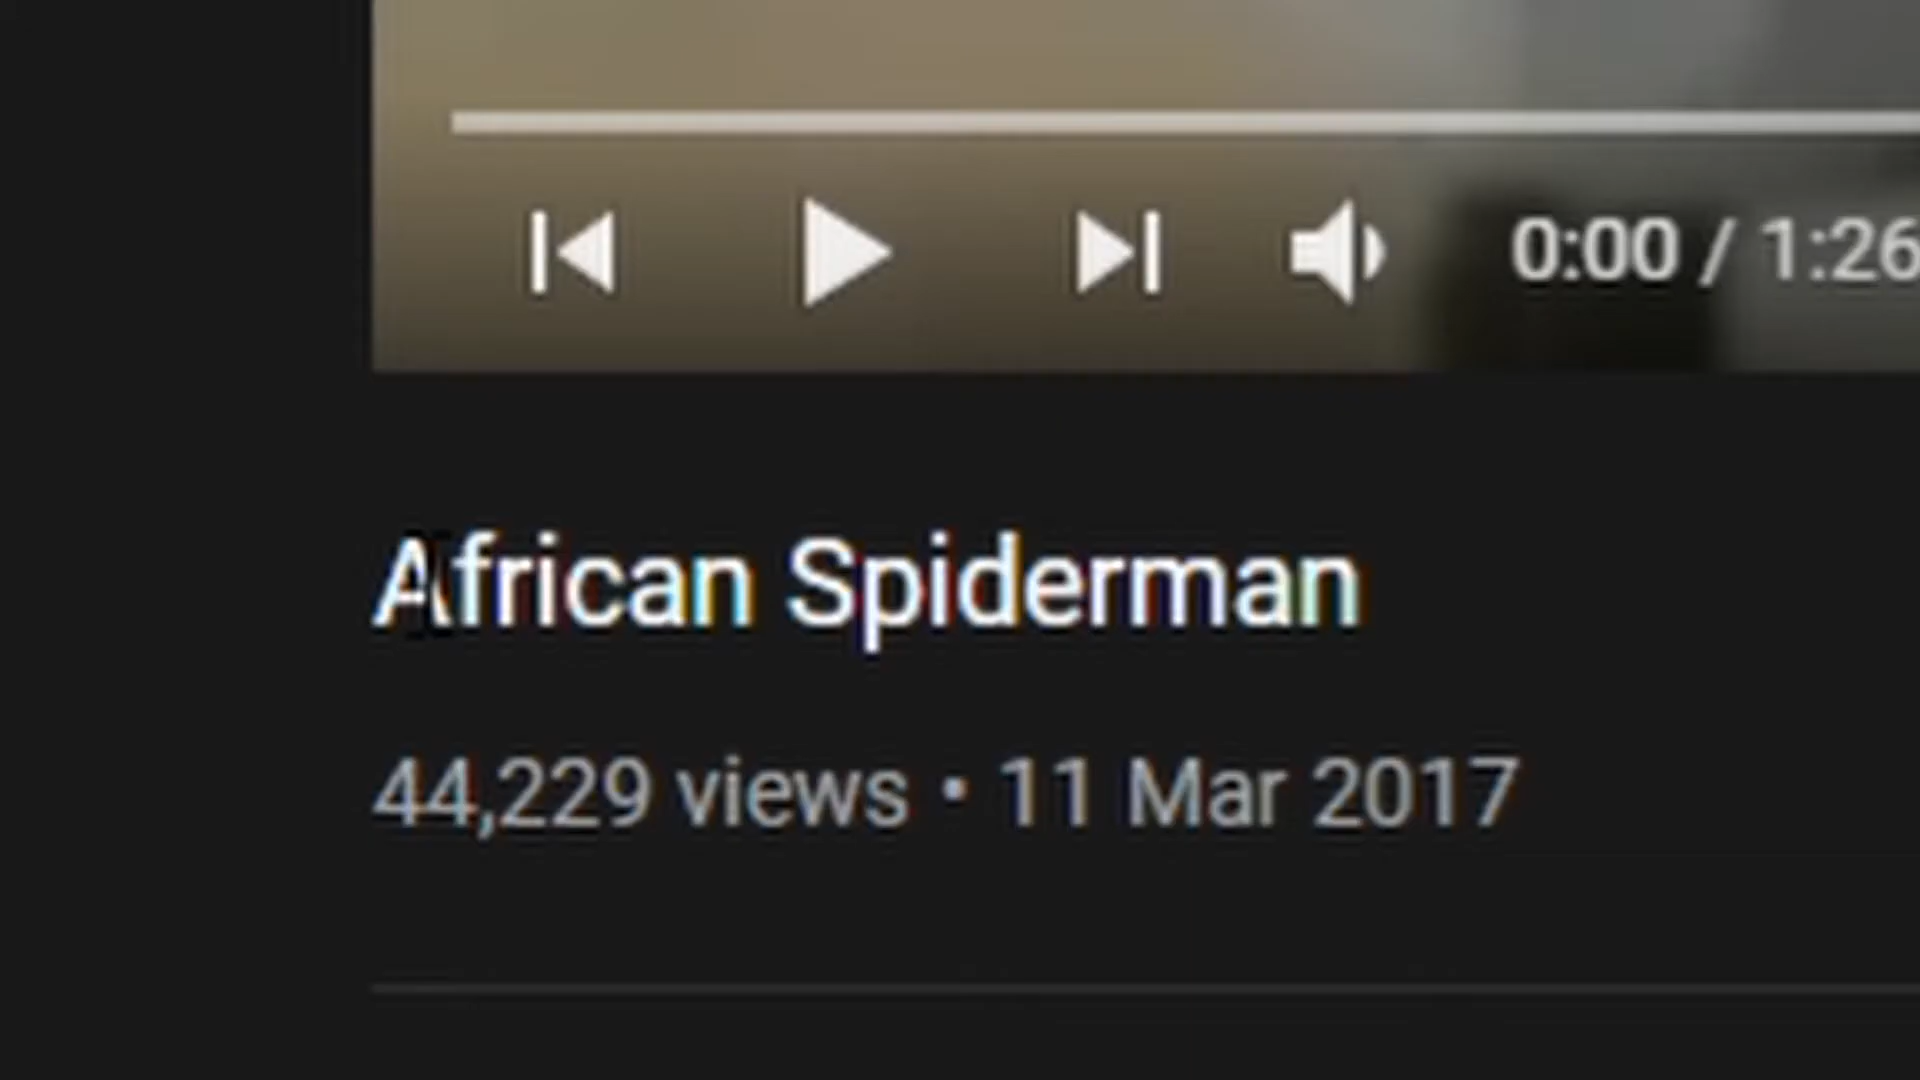 0:00 / 1:26
African Spiderman
44,229 views • 11 Mar 2017